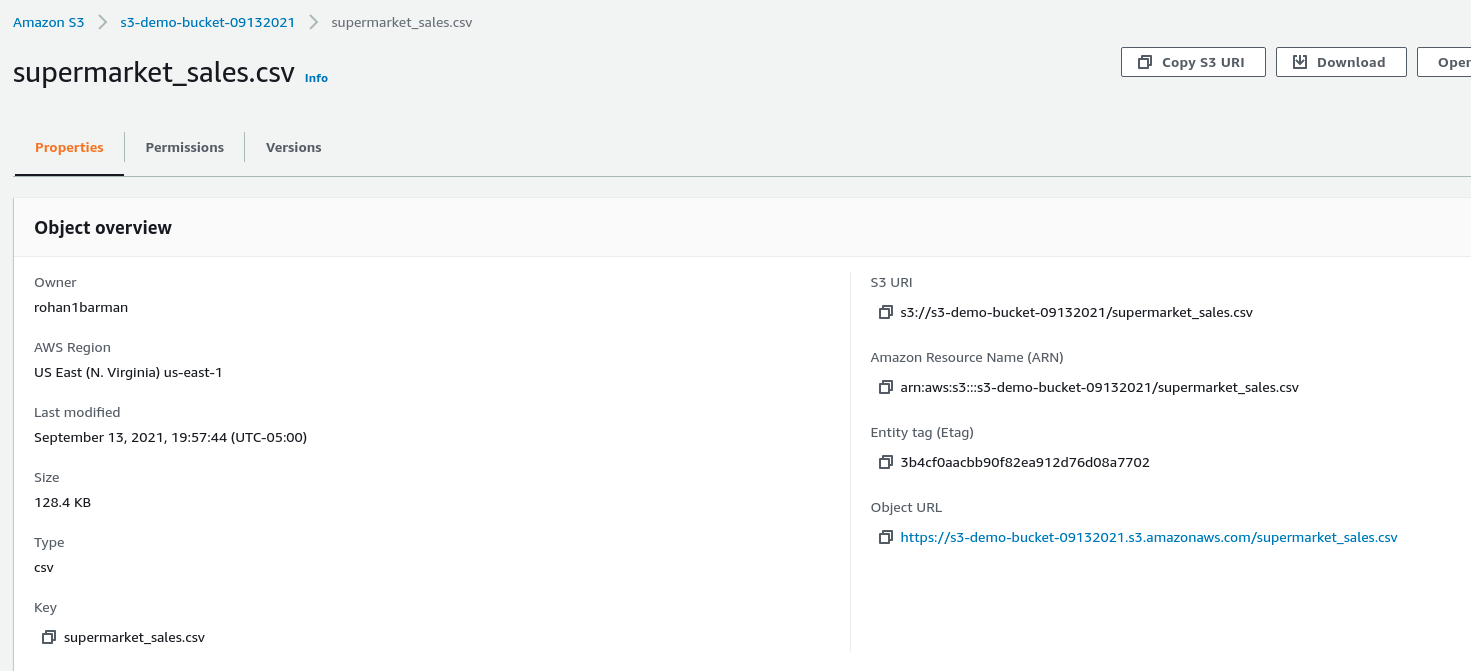 Amazon S3 > s3-demo-bucket-09132021 > supermarket_sales.csv
supermarket_sales.csv Info
Copy S3 URI Download
Properties Permissions Versions
Object overview
Owner
rohan1barman
AWS Region
US East (N. Virginia) us-east-1
Last modified
September 13, 2021, 19:57:44 (UTC-05:00)
Size
128.4 KB
Type
csv
Key
supermarket_sales.csv
S3 URI
s3://s3-demo-bucket-09132021/supermarket_sales.csv
Amazon Resource Name (ARN)
arn:aws:s3:::s3-demo-bucket-09132021/supermarket_sales.csv
Entity tag (Etag)
3b4cf0aacbb90f82ea912d76d08a7702
Object URL
https://s3-demo-bucket-09132021.s3.amazonaws.com/supermarket_sales.csv